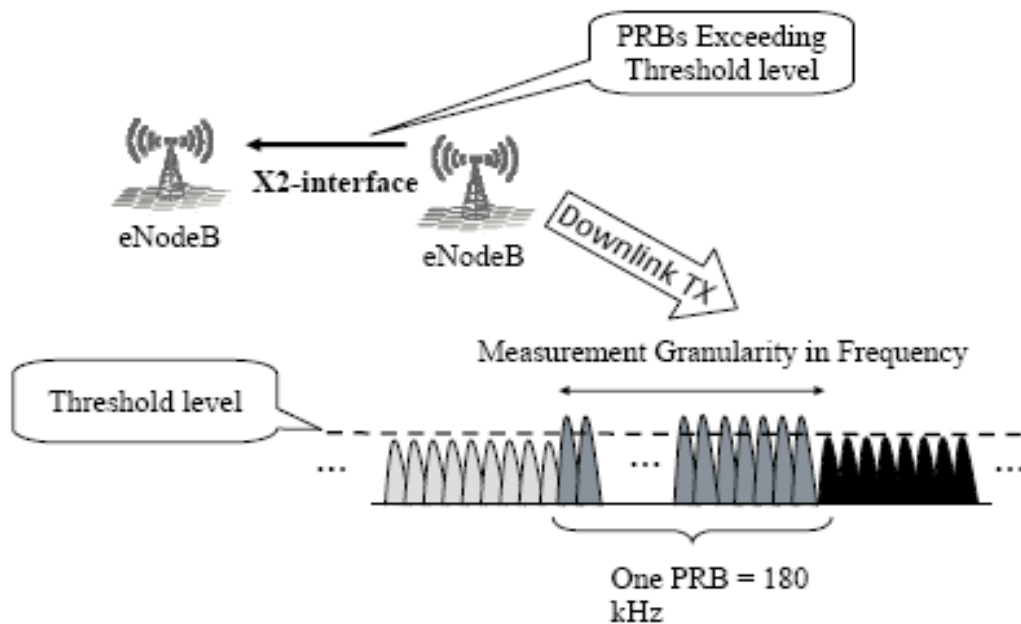 PRBs Exceeding
Threshold level
X2-interface
eNodeB
eNodeB
Downlink TX
Measurement Granularity in Frequency
Threshold level
...
...
...
One PRB = 180
kHz